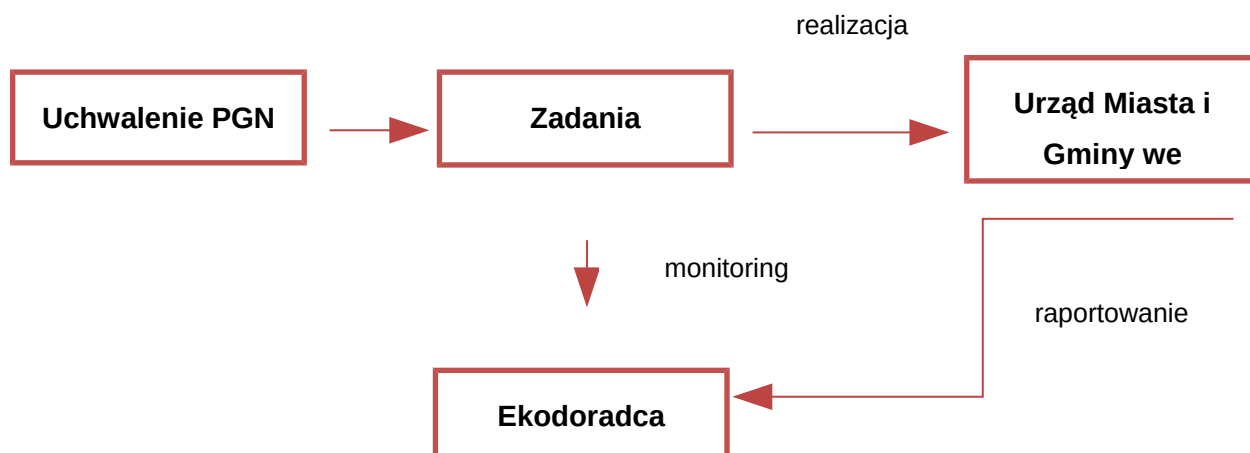 realizacja
Uchwalenie PGN
Zadania
Urząd Miasta i
Gminy we
monitoring
raportowanie
Ekodoradca